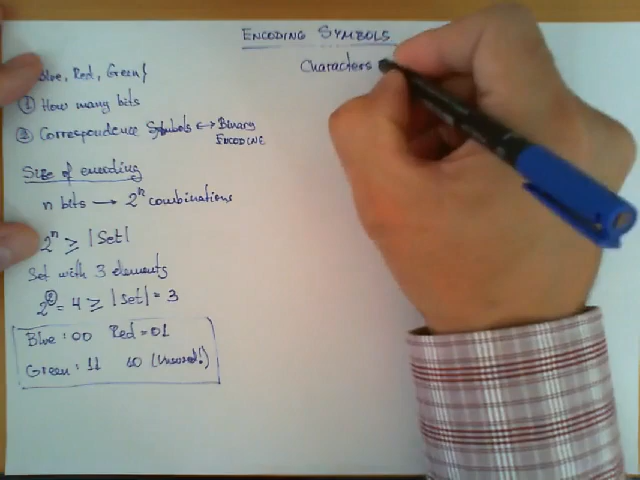 ENCODING SYMBOLS
Blue, Red, Green}
① How many bits
② Correspondence Symbols ↔ Binary
ENCODING
Size of encoding
n bits → 2ⁿ combinations
2ⁿ ≥ |Set|
Set with 3 elements
2² = 4 ≥ |Set| = 3
Blue : 00 Red = 01
Green : 11 10 (Unused!)
Characters